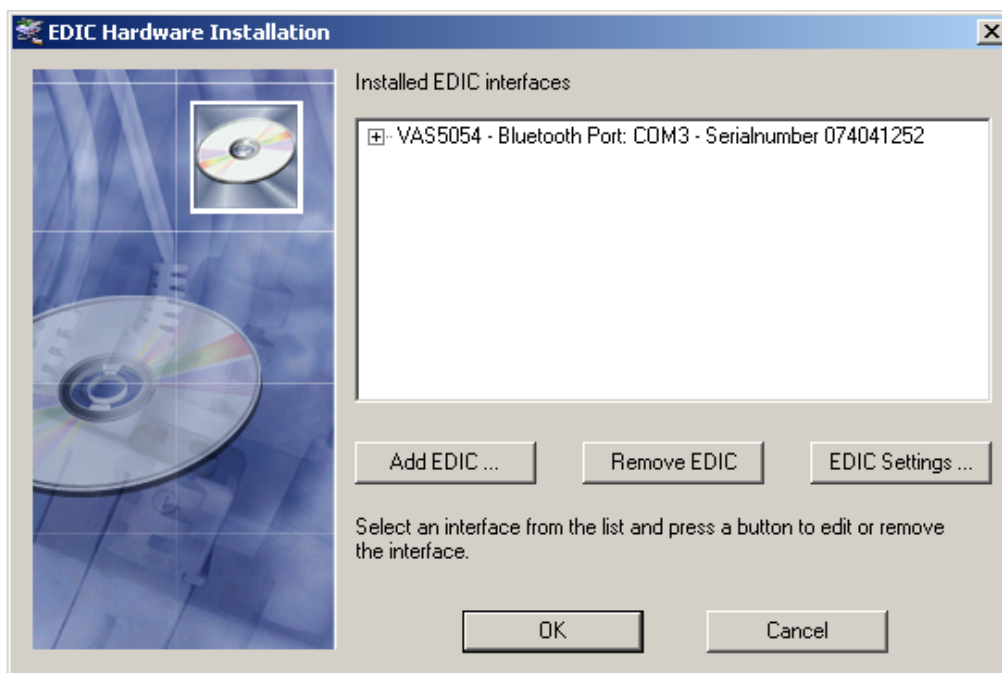 EDIC Hardware Installation
Installed EDIC interfaces
VAS5054 - Bluetooth Port: COM3 - Serialnumber 074041252
Add EDIC ...
Remove EDIC
EDIC Settings ...
Select an interface from the list and press a button to edit or remove
the interface.
OK
Cancel